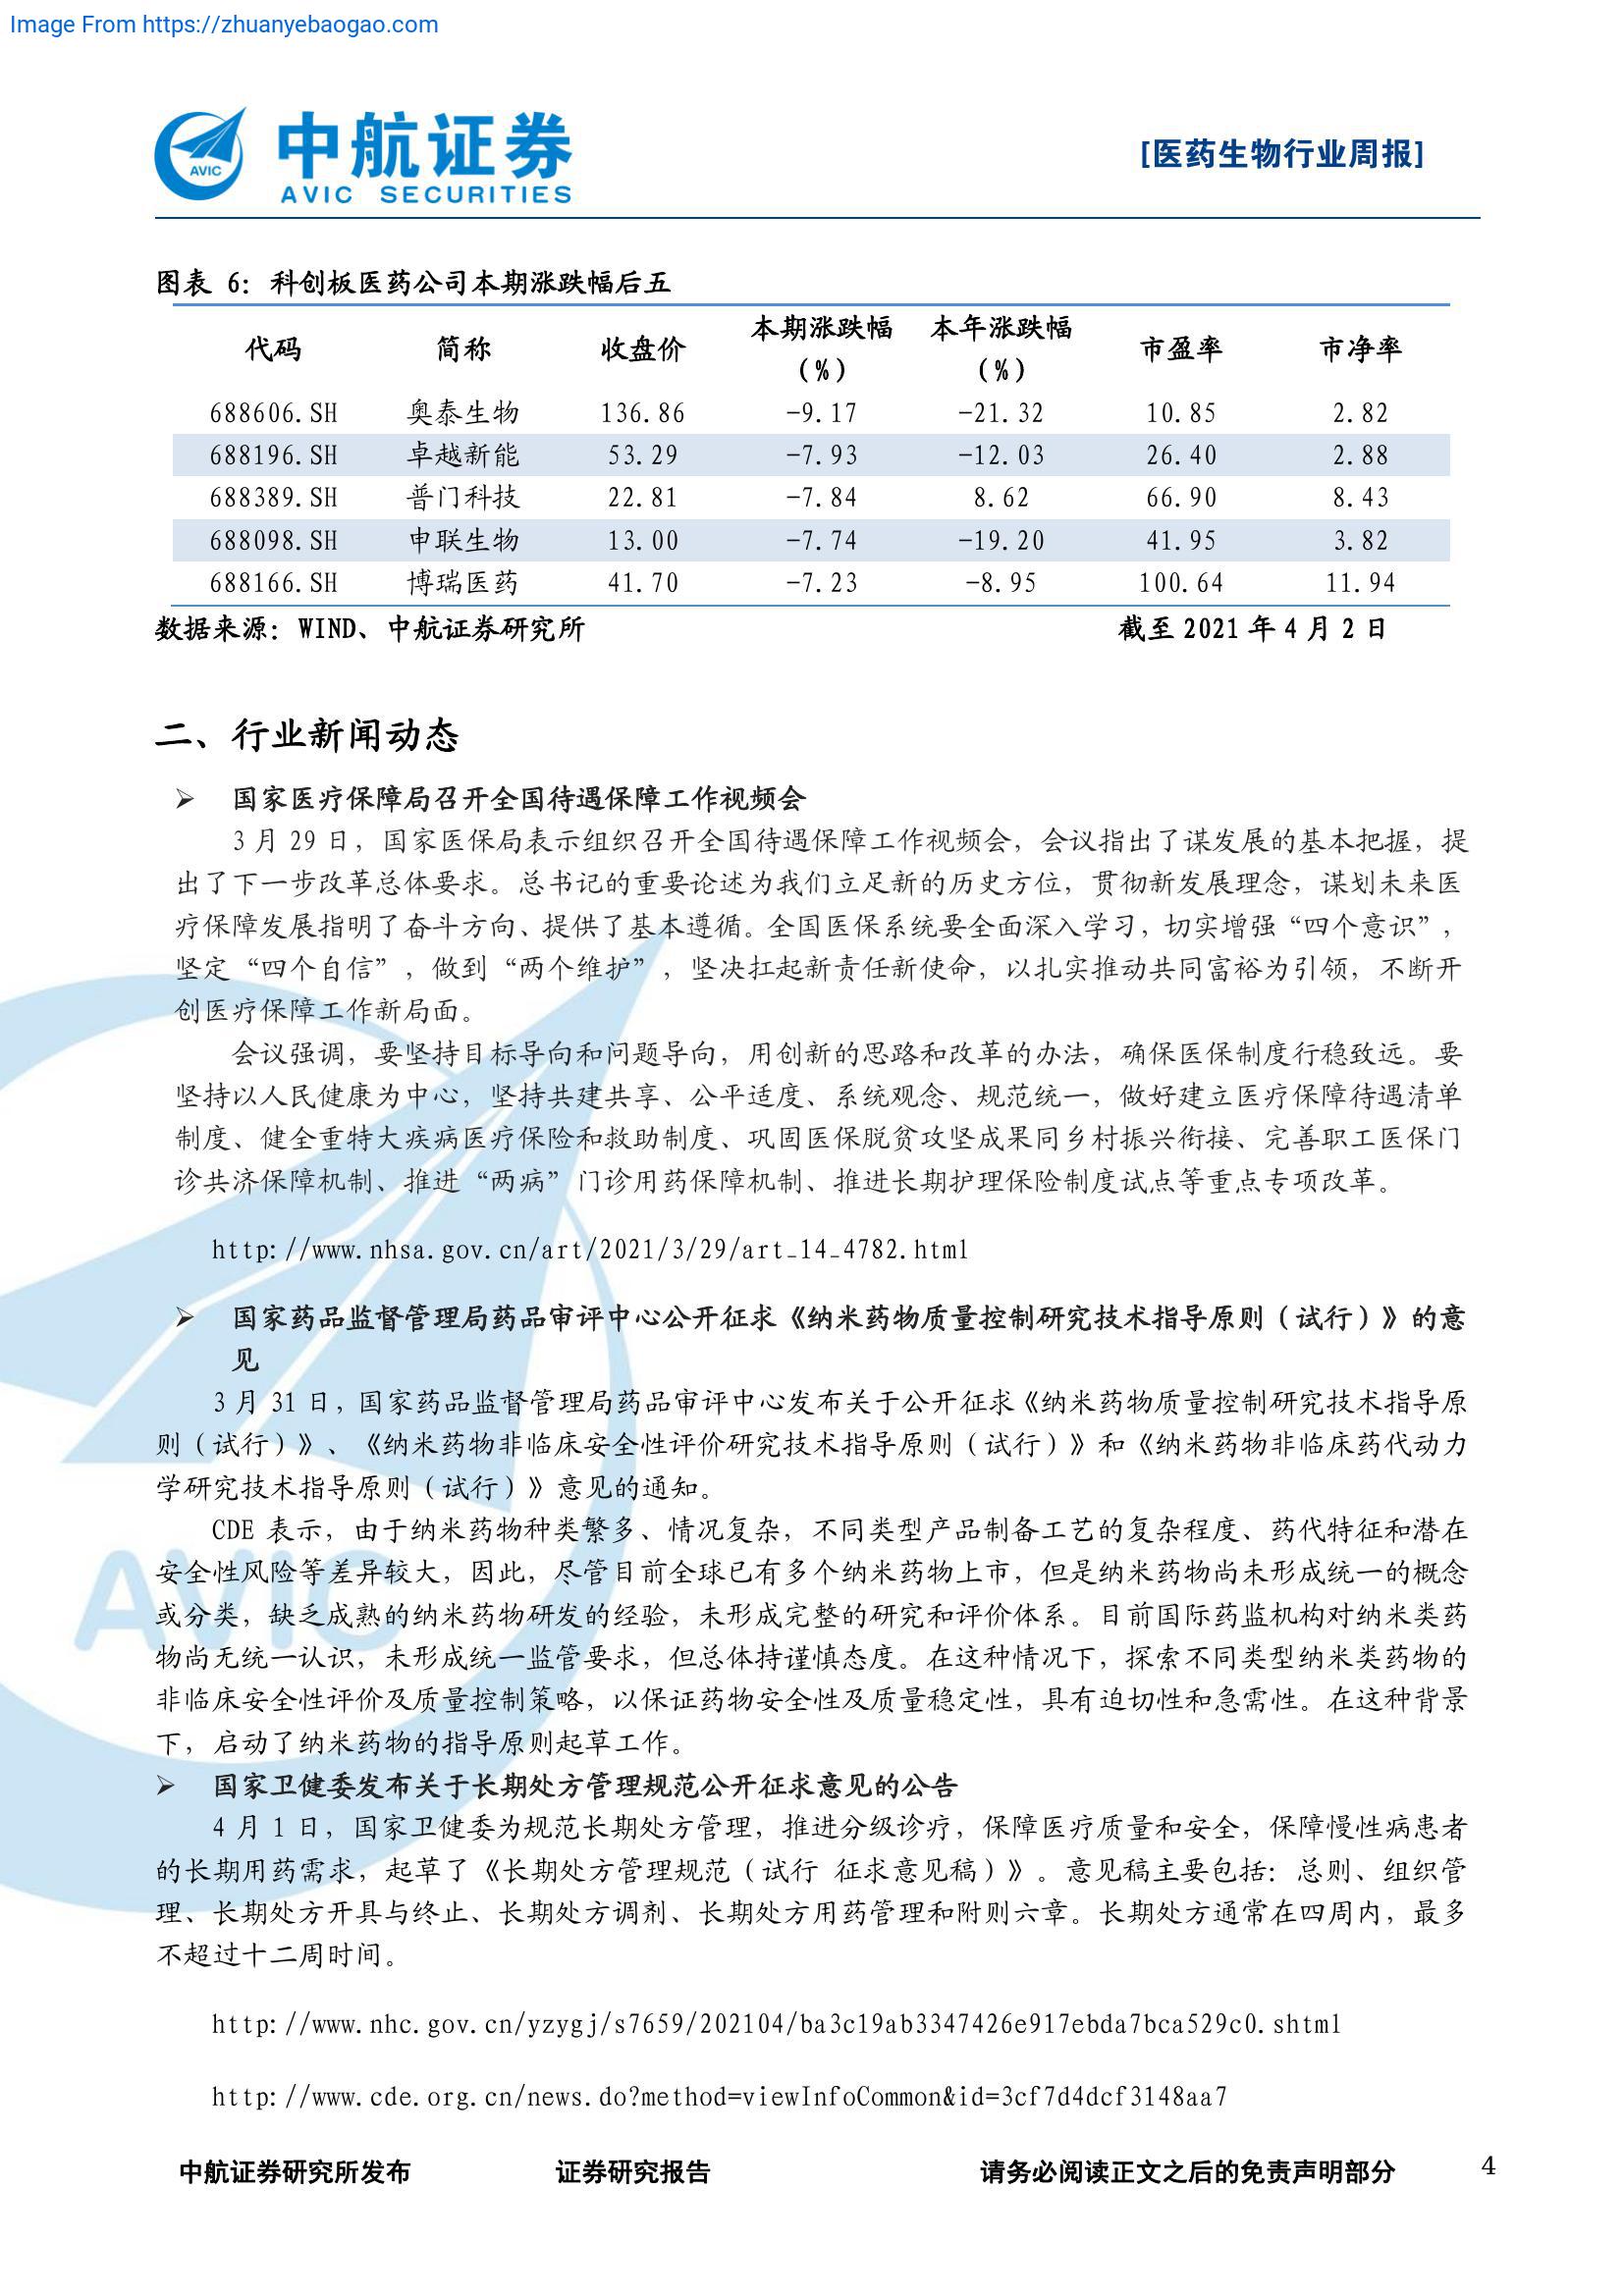 Image From https://zhuanyebaogao.com
AVIC
中航证券
AVIC SECURITIES
[医药生物行业周报]
图表 6：科创板医药公司本期涨跌幅后五
代码 简称 收盘价 本期涨跌幅（%） 本年涨跌幅（%） 市盈率 市净率
688606.SH 奥泰生物 136.86 -9.17 -21.32 10.85 2.82
688196.SH 卓越新能 53.29 -7.93 -12.03 26.40 2.88
688389.SH 普门科技 22.81 -7.84 8.62 66.90 8.43
688098.SH 申联生物 13.00 -7.74 -19.20 41.95 3.82
688166.SH 博瑞医药 41.70 -7.23 -8.95 100.64 11.94
数据来源：WIND、中航证券研究所 截至 2021 年 4 月 2 日
二、行业新闻动态
➢ 国家医疗保障局召开全国待遇保障工作视频会
3 月 29 日，国家医保局表示组织召开全国待遇保障工作视频会，会议指出了谋发展的基本把握，提
出了下一步改革总体要求。总书记的重要论述为我们立足新的历史方位，贯彻新发展理念，谋划未来医
疗保障发展指明了奋斗方向、提供了基本遵循。全国医保系统要全面深入学习，切实增强“四个意识”，
坚定“四个自信”，做到“两个维护”，坚决扛起新责任新使命，以扎实推动共同富裕为引领，不断开
创医疗保障工作新局面。
会议强调，要坚持目标导向和问题导向，用创新的思路和改革的办法，确保医保制度行稳致远。要
坚持以人民健康为中心，坚持共建共享、公平适度、系统观念、规范统一，做好建立医疗保障待遇清单
制度、健全重特大疾病医疗保险和救助制度、巩固医保脱贫攻坚成果同乡村振兴衔接、完善职工医保门
诊共济保障机制、推进“两病”门诊用药保障机制、推进长期护理保险制度试点等重点专项改革。
http://www.nhsa.gov.cn/art/2021/3/29/art_14_4782.html
➢ 国家药品监督管理局药品审评中心公开征求《纳米药物质量控制研究技术指导原则（试行）》的意
见
3 月 31 日，国家药品监督管理局药品审评中心发布关于公开征求《纳米药物质量控制研究技术指导原
则（试行）》、《纳米药物非临床安全性评价研究技术指导原则（试行）》和《纳米药物非临床药代动力
学研究技术指导原则（试行）》意见的通知。
CDE 表示，由于纳米药物种类繁多、情况复杂，不同类型产品制备工艺的复杂程度、药代特征和潜在
安全性风险等差异较大，因此，尽管目前全球已有多个纳米药物上市，但是纳米药物尚未形成统一的概念
或分类，缺乏成熟的纳米药物研发的经验，未形成完整的研究和评价体系。目前国际药监机构对纳米类药
物尚无统一认识，未形成统一监管要求，但总体持谨慎态度。在这种情况下，探索不同类型纳米类药物的
非临床安全性评价及质量控制策略，以保证药物安全性及质量稳定性，具有迫切性和急需性。在这种背景
下，启动了纳米药物的指导原则起草工作。
➢ 国家卫健委发布关于长期处方管理规范公开征求意见的公告
4 月 1 日，国家卫健委为规范长期处方管理，推进分级诊疗，保障医疗质量和安全，保障慢性病患者
的长期用药需求，起草了《长期处方管理规范（试行 征求意见稿）》。意见稿主要包括：总则、组织管
理、长期处方开具与终止、长期处方调剂、长期处方用药管理和附则六章。长期处方通常在四周内，最多
不超过十二周时间。
http://www.nhc.gov.cn/yzygj/s7659/202104/ba3c19ab3347426e917ebda7bca529c0.shtml
http://www.cde.org.cn/news.do?method=viewInfoCommon&id=3cf7d4dcf3148aa7
中航证券研究所发布 证券研究报告 请务必阅读正文之后的免责声明部分 4